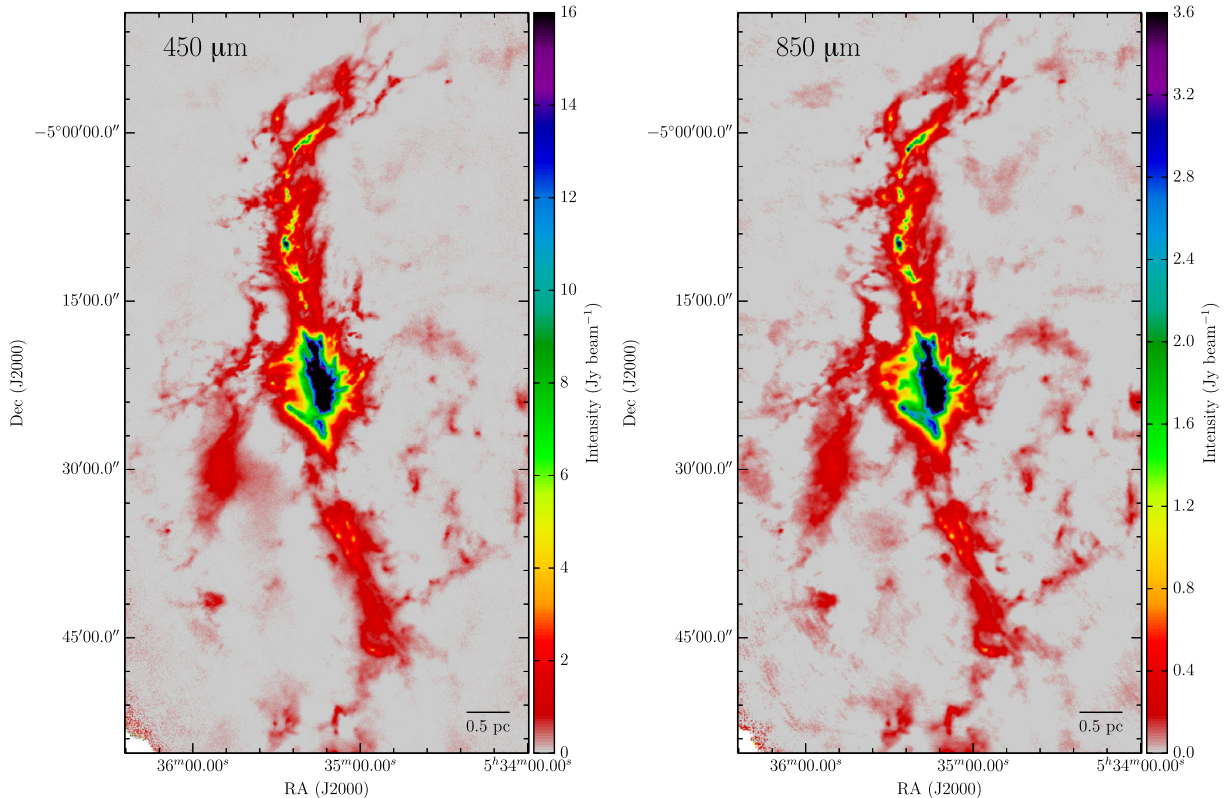 450 μm
−5°00′00.0″
15′00.0″
30′00.0″
45′00.0″
Dec (J2000)
36ᵐ00.00ˢ
35ᵐ00.00ˢ
5ʰ34ᵐ00.00ˢ
RA (J2000)
0.5 pc
16
14
12
10
8
6
4
2
0
Intensity (Jy beam⁻¹)
850 μm
−5°00′00.0″
15′00.0″
30′00.0″
45′00.0″
Dec (J2000)
36ᵐ00.00ˢ
35ᵐ00.00ˢ
5ʰ34ᵐ00.00ˢ
RA (J2000)
0.5 pc
3.6
3.2
2.8
2.4
2.0
1.6
1.2
0.8
0.4
0.0
Intensity (Jy beam⁻¹)